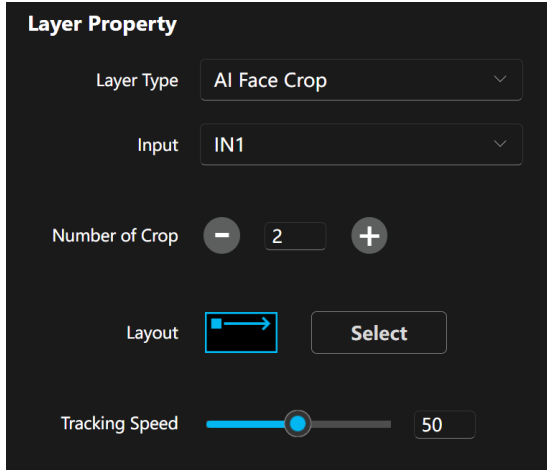 Layer Property
Layer Type AI Face Crop
Input IN1
Number of Crop - 2 +
Layout Select
Tracking Speed 50